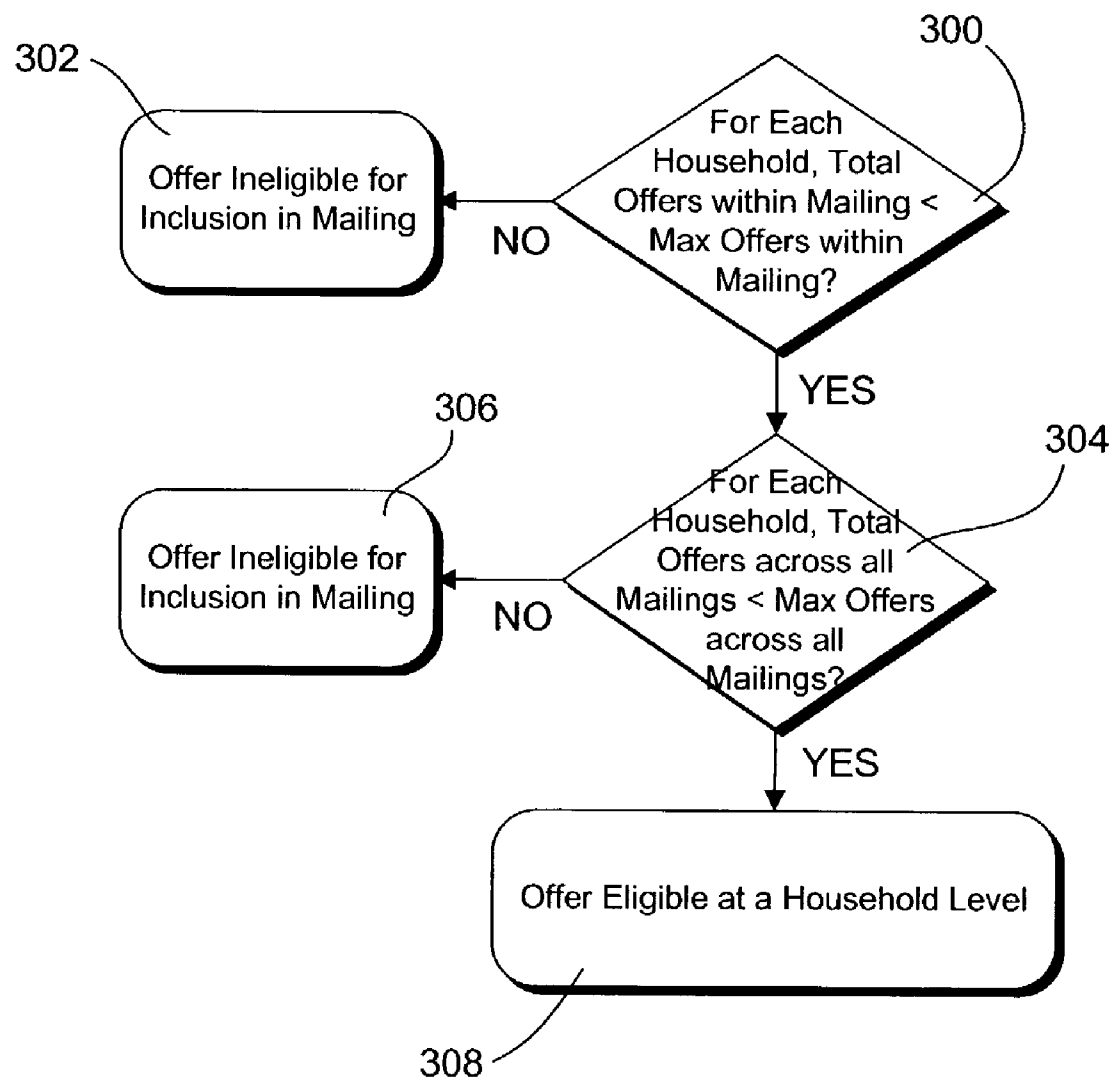 300
302
For Each
Household, Total
Offers within Mailing <
Max Offers within
Mailing?
Offer Ineligible for
Inclusion in Mailing
NO
YES
306
304
For Each
Household, Total
Offers across all
Mailings < Max Offers
across all
Mailings?
Offer Ineligible for
Inclusion in Mailing
NO
YES
Offer Eligible at a Household Level
308